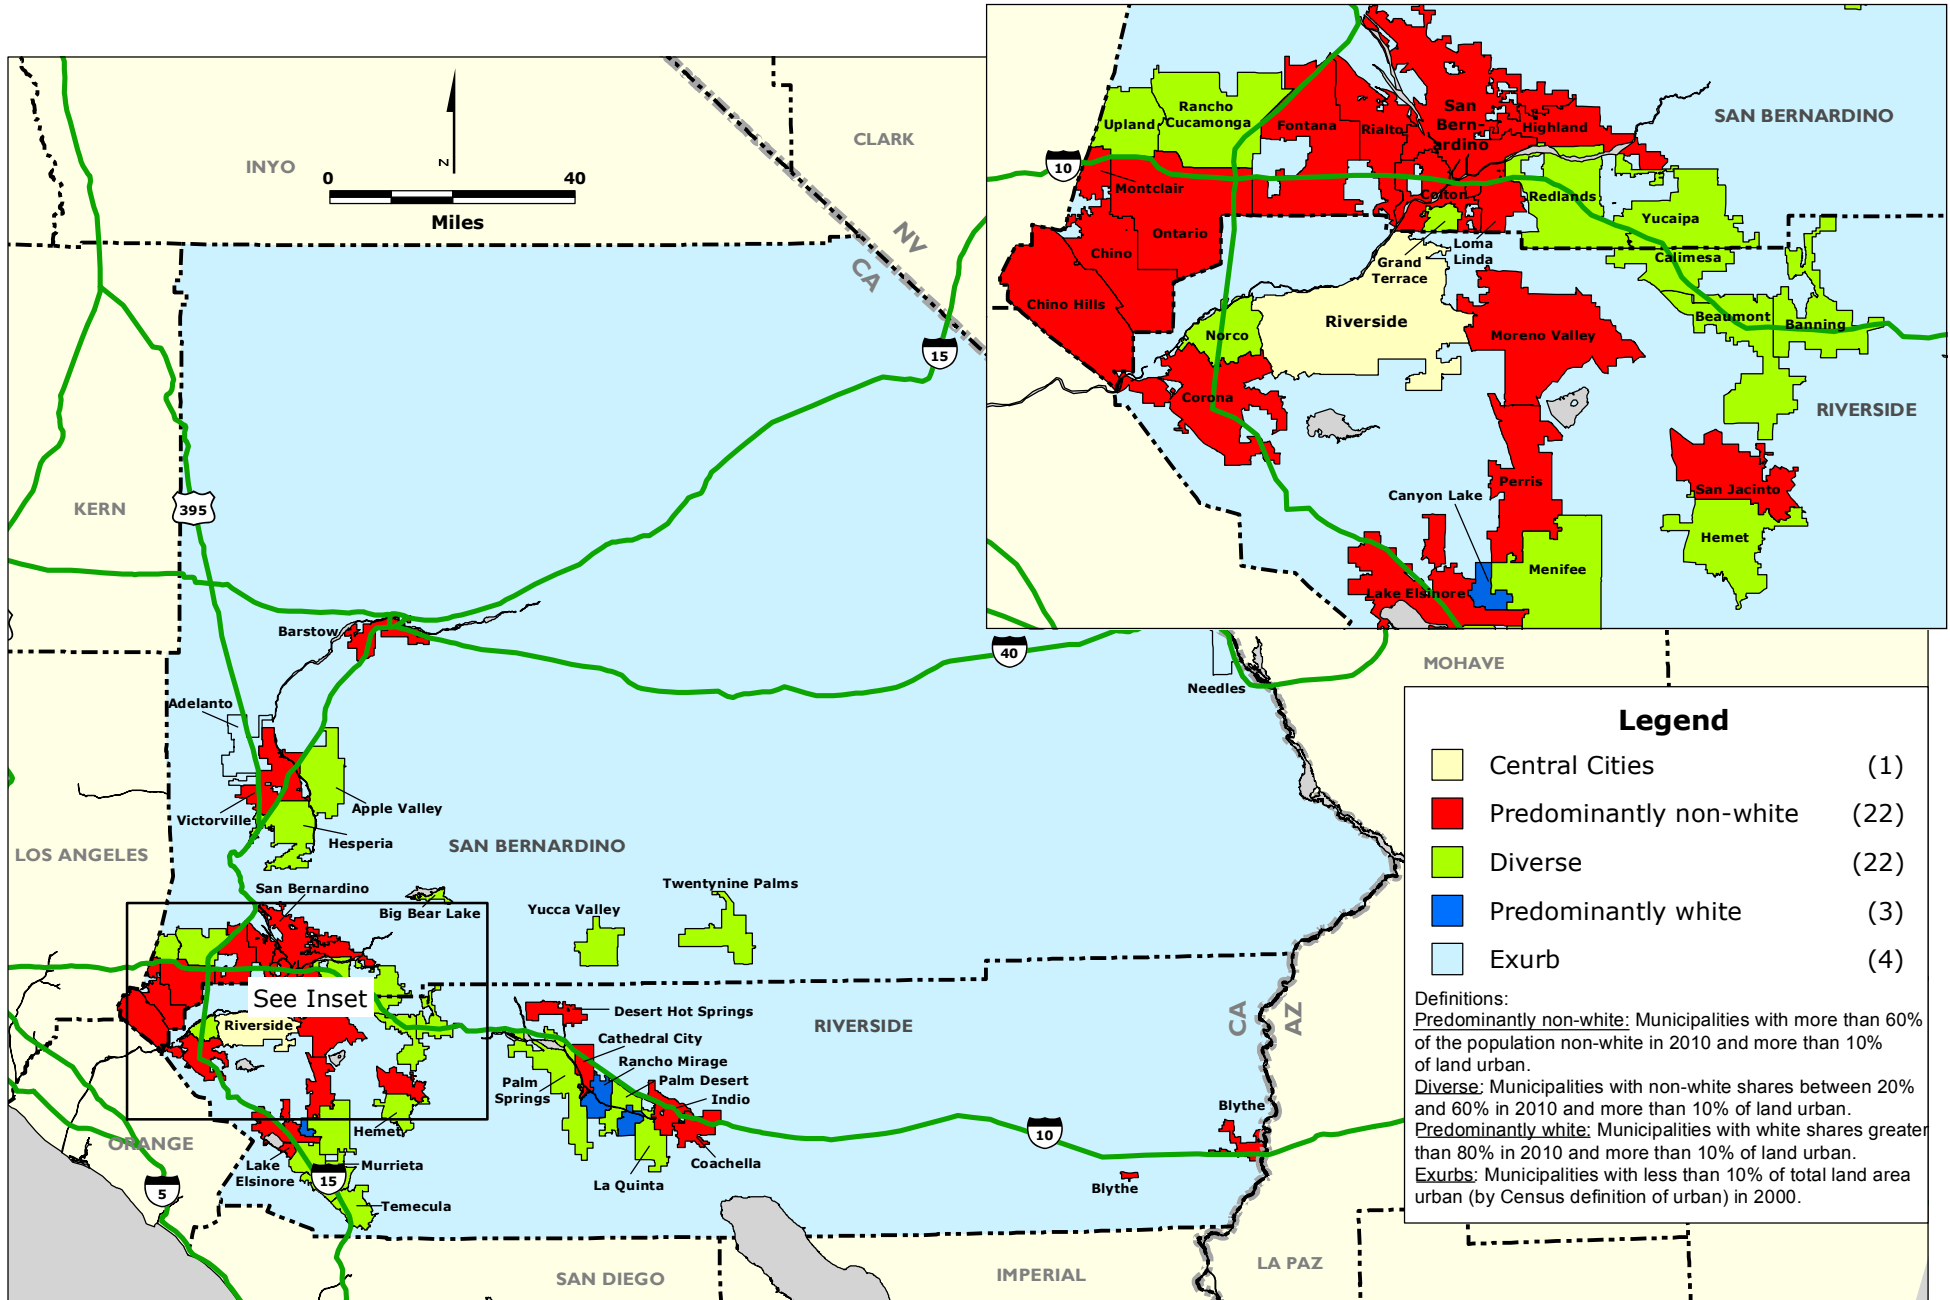 INYO
CLARK
N
0 40
Miles
NV
CA
15
KERN
395
Barstow
40
Needles
MOHAVE
Adelanto
Victorville
Apple Valley
Hesperia
LOS ANGELES
SAN BERNARDINO
San Bernardino
Big Bear Lake
Yucca Valley
Twentynine Palms
See Inset
Riverside
Desert Hot Springs
RIVERSIDE
CA
AZ
Cathedral City
Rancho Mirage
Palm Desert
Indio
Palm
Springs
Coachella
La Quinta
10
Blythe
Blythe
Hemet
ORANGE
Lake
Elsinore
Murrieta
15
5
Temecula
SAN DIEGO
IMPERIAL
LA PAZ
Upland
Rancho
Cucamonga
Fontana
Rialto
San
Bern-
ardino
Highland
SAN BERNARDINO
10
Montclair
Colton
Redlands
Yucaipa
Ontario
Chino
Loma
Linda
Grand
Terrace
Calimesa
Chino Hills
Riverside
Norco
Moreno Valley
Beaumont
Banning
Corona
RIVERSIDE
Perris
Canyon Lake
San Jacinto
Hemet
Menifee
Lake Elsinore
Legend
Central Cities (1)
Predominantly non-white (22)
Diverse (22)
Predominantly white (3)
Exurb (4)
Definitions:
Predominantly non-white: Municipalities with more than 60%
of the population non-white in 2010 and more than 10%
of land urban.
Diverse: Municipalities with non-white shares between 20%
and 60% in 2010 and more than 10% of land urban.
Predominantly white: Municipalities with white shares greater
than 80% in 2010 and more than 10% of land urban.
Exurbs: Municipalities with less than 10% of total land area
urban (by Census definition of urban) in 2000.